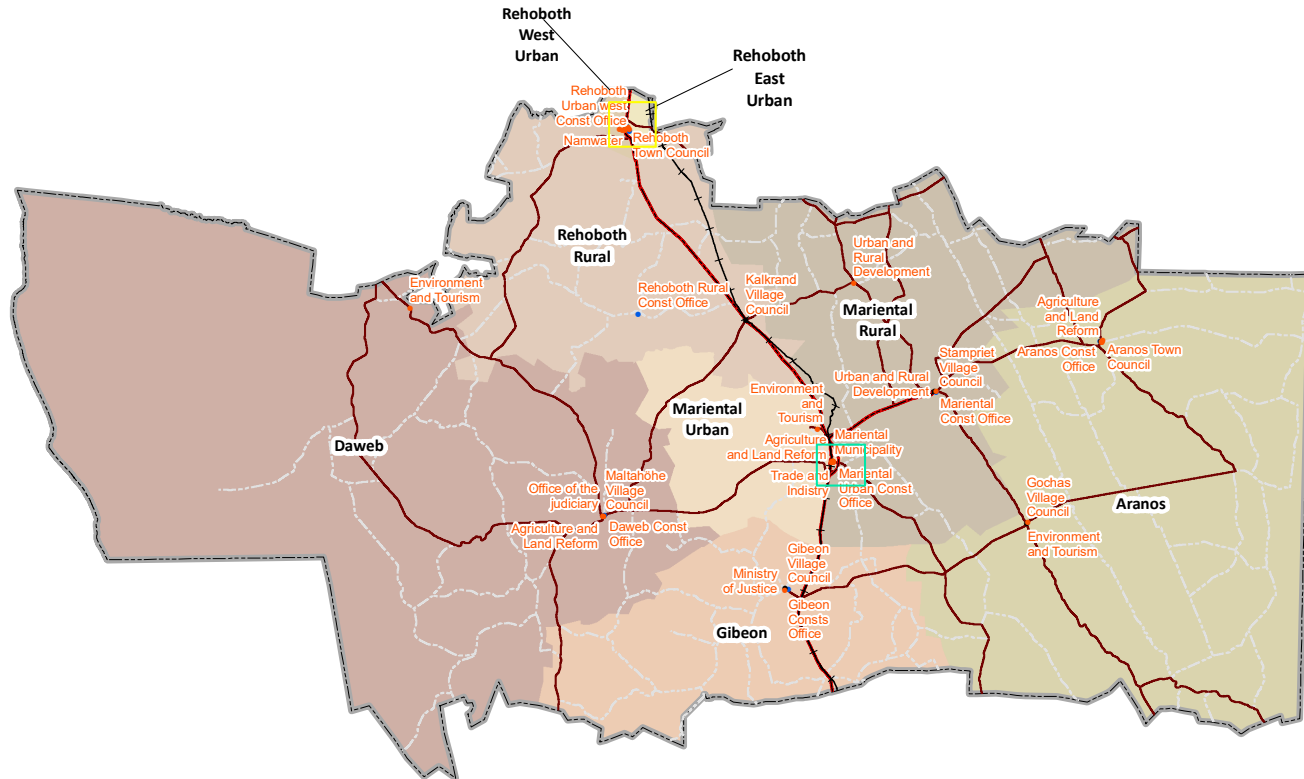 Rehoboth
West
Urban
Rehoboth
East
Urban
Rehoboth
Urban west
Const Office
Namwater
Rehoboth
Town Council
Rehoboth
Rural
Environment
and Tourism
Rehoboth Rural
Const Office
Kalkrand
Village
Council
Urban and
Rural
Development
Mariental
Rural
Agriculture
and Land
Reform
Aranos Const
Office
Aranos Town
Council
Stampriet
Village
Council
Urban and Rural
Development
Mariental
Const Office
Environment
and
Tourism
Mariental
Urban
Agriculture
and Land Reform
Mariental
Municipality
Trade and
Indistry
Mariental
Urban Const
Office
Daweb
Office of the
judiciary
Maltahöhe
Village
Council
Agriculture and
Land Reform
Daweb Const
Office
Gochas
Village
Council
Environment
and Tourism
Aranos
Gibeon
Village
Council
Ministry
of Justice
Gibeon
Consts
Office
Gibeon